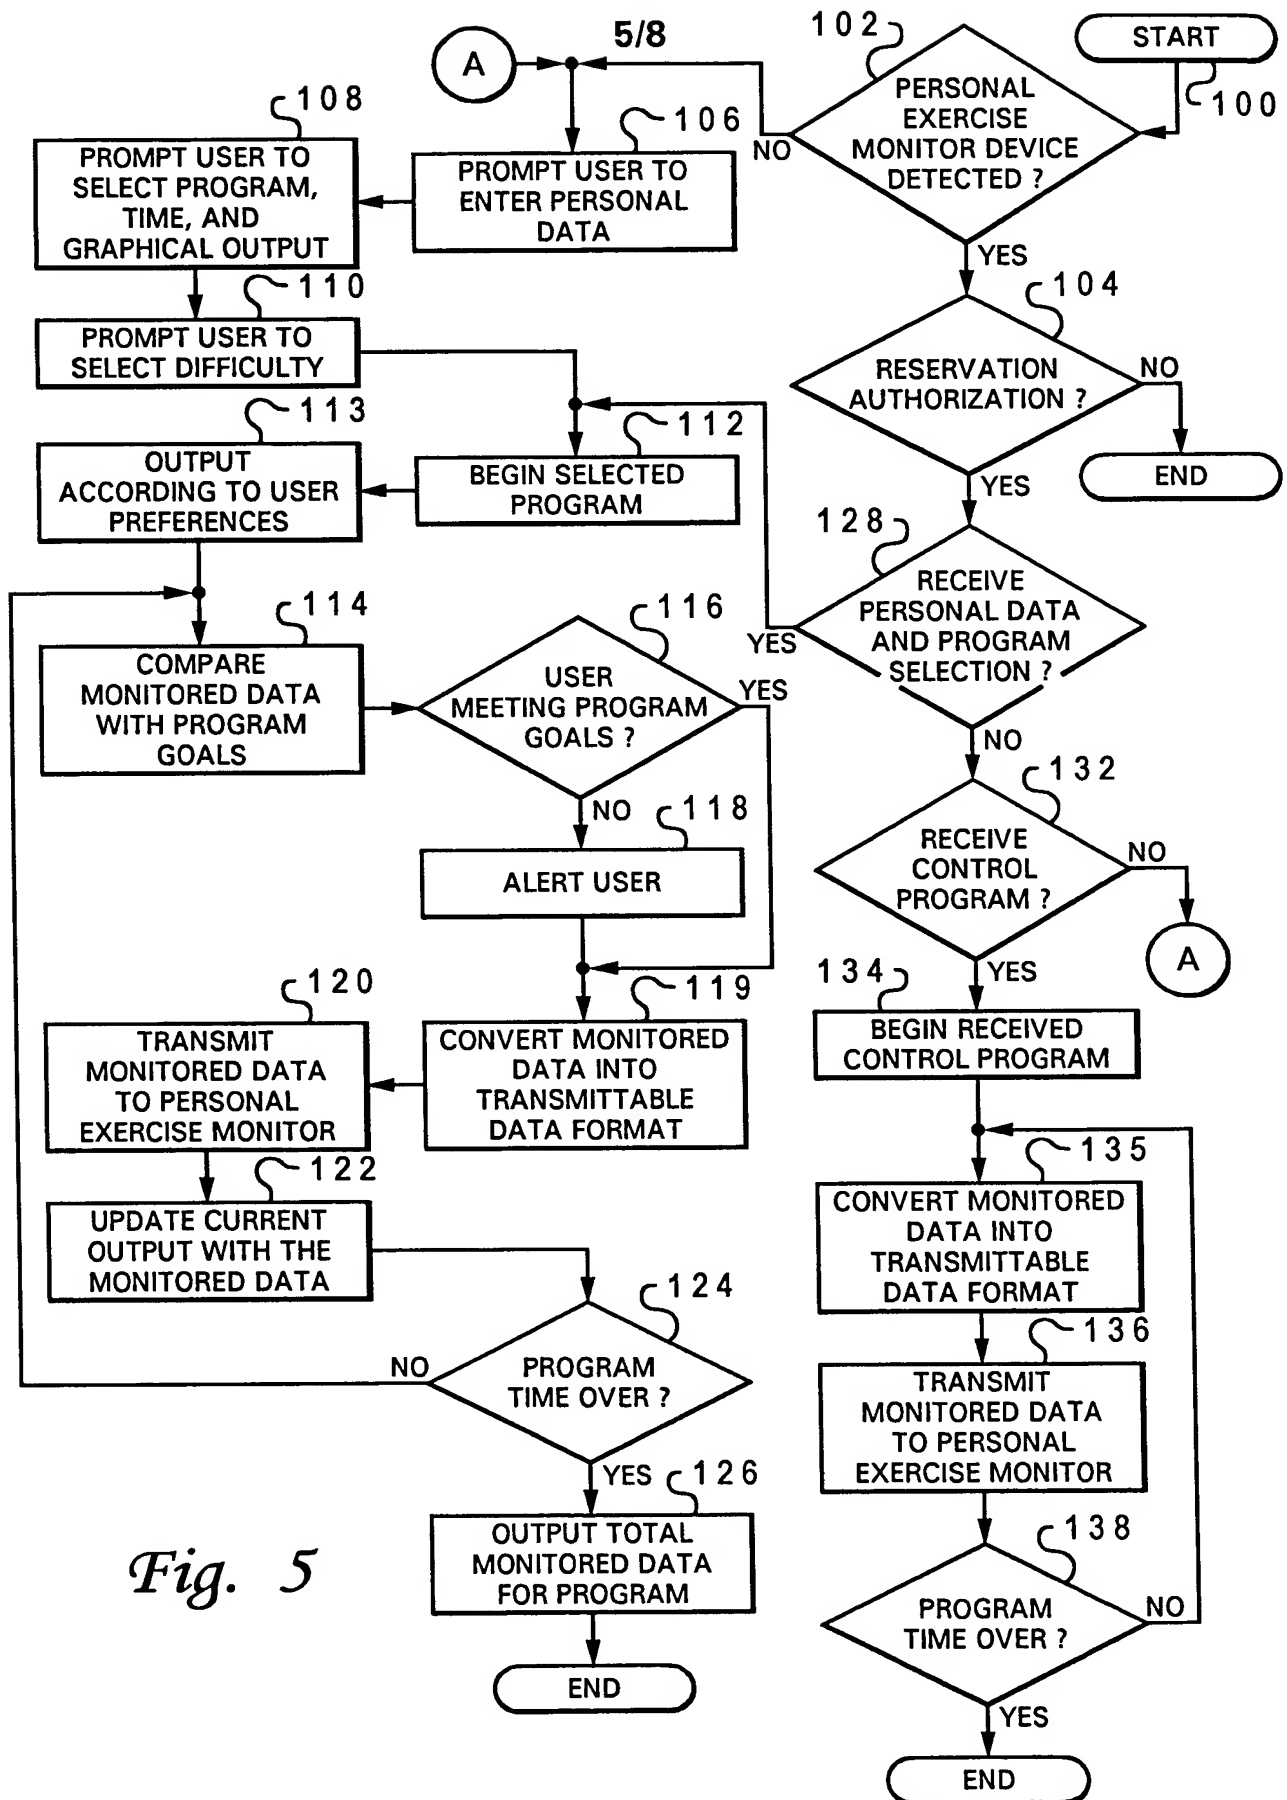 5/8
START
100
102
PERSONAL
EXERCISE
MONITOR DEVICE
DETECTED ?
NO
YES
A
106
PROMPT USER TO
ENTER PERSONAL
DATA
108
PROMPT USER TO
SELECT PROGRAM,
TIME, AND
GRAPHICAL OUTPUT
110
PROMPT USER TO
SELECT DIFFICULTY
104
RESERVATION
AUTHORIZATION ?
NO
END
YES
112
BEGIN SELECTED
PROGRAM
113
OUTPUT
ACCORDING TO USER
PREFERENCES
128
RECEIVE
PERSONAL DATA
AND PROGRAM
SELECTION ?
YES
NO
114
COMPARE
MONITORED DATA
WITH PROGRAM
GOALS
116
USER
MEETING PROGRAM
GOALS ?
YES
NO
118
ALERT USER
132
RECEIVE
CONTROL
PROGRAM ?
NO
A
YES
119
CONVERT MONITORED
DATA INTO
TRANSMITTABLE
DATA FORMAT
120
TRANSMIT
MONITORED DATA
TO PERSONAL
EXERCISE MONITOR
122
UPDATE CURRENT
OUTPUT WITH THE
MONITORED DATA
124
PROGRAM
TIME OVER ?
NO
YES
126
OUTPUT TOTAL
MONITORED DATA
FOR PROGRAM
END
134
BEGIN RECEIVED
CONTROL PROGRAM
135
CONVERT MONITORED
DATA INTO
TRANSMITTABLE
DATA FORMAT
136
TRANSMIT
MONITORED DATA
TO PERSONAL
EXERCISE MONITOR
138
PROGRAM
TIME OVER ?
NO
YES
END
Fig. 5